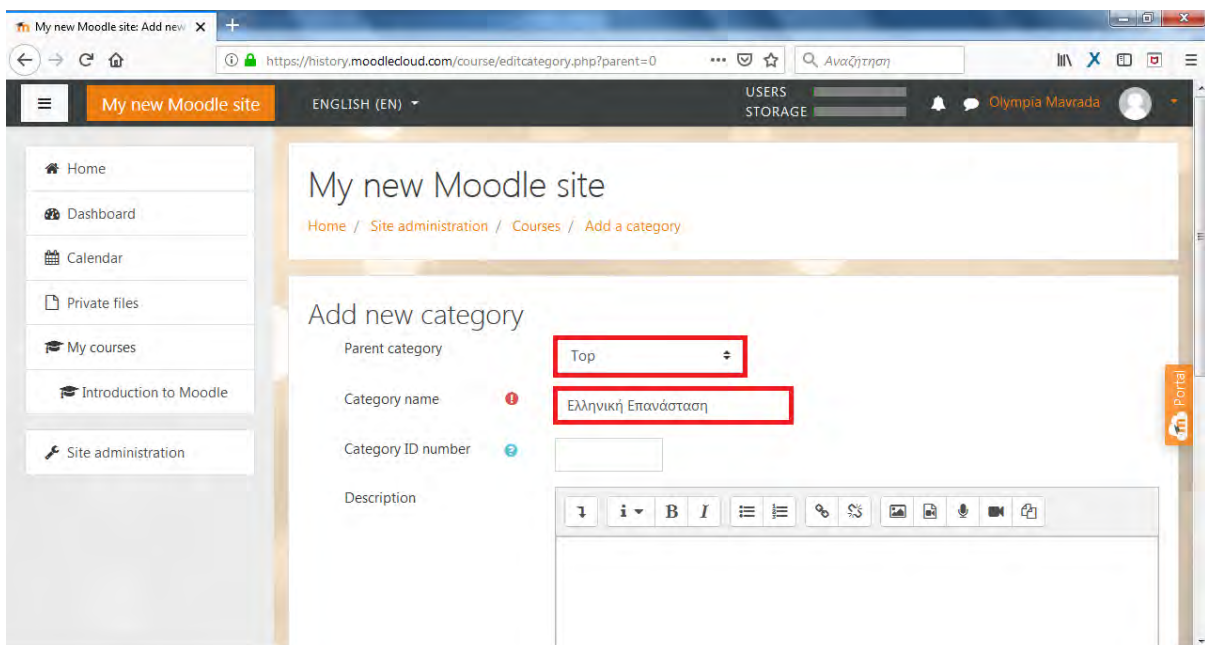 My new Moodle site: Add new
https://history.moodlecloud.com/course/editcategory.php?parent=0
Αναζήτηση
My new Moodle site
ENGLISH (EN)
USERS
STORAGE
Olympia Mavrada
Home
Dashboard
Calendar
Private files
My courses
Introduction to Moodle
Site administration
My new Moodle site
Home / Site administration / Courses / Add a category
Add new category
Parent category
Top
Category name
Ελληνική Επανάσταση
Category ID number
Description
B I
Portal